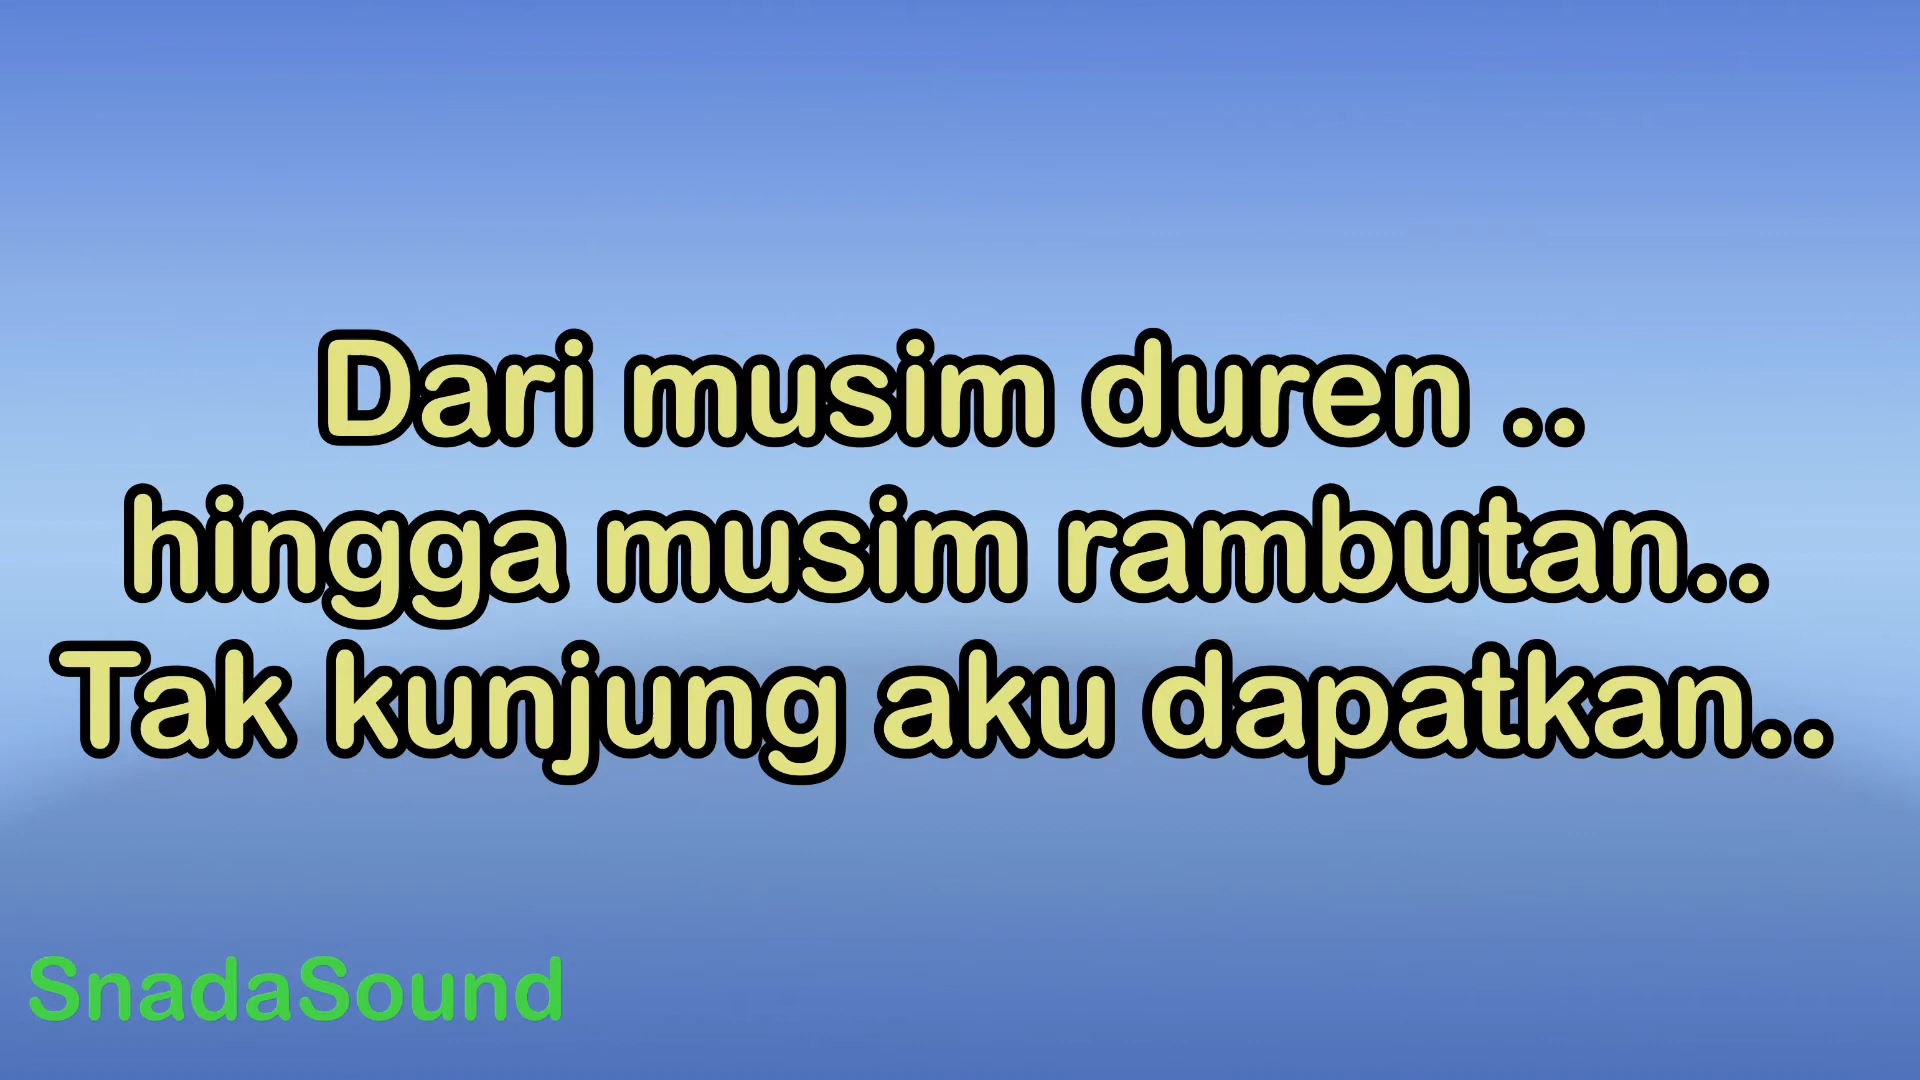 Dari musim duren ..
hingga musim rambutan..
Tak kunjung aku dapatkan..
SnadaSound